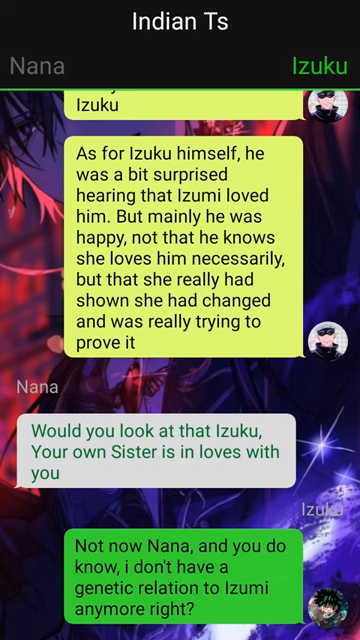 Indian Ts
Nana
Izuku
Izuku
As for Izuku himself, he
was a bit surprised
hearing that Izumi loved
him. But mainly he was
happy, not that he knows
she loves him necessarily,
but that she really had
shown she had changed
and was really trying to
prove it
Nana
Would you look at that Izuku,
Your own Sister is in loves with
you
Izuku
Not now Nana, and you do
know, i don't have a
genetic relation to Izumi
anymore right?